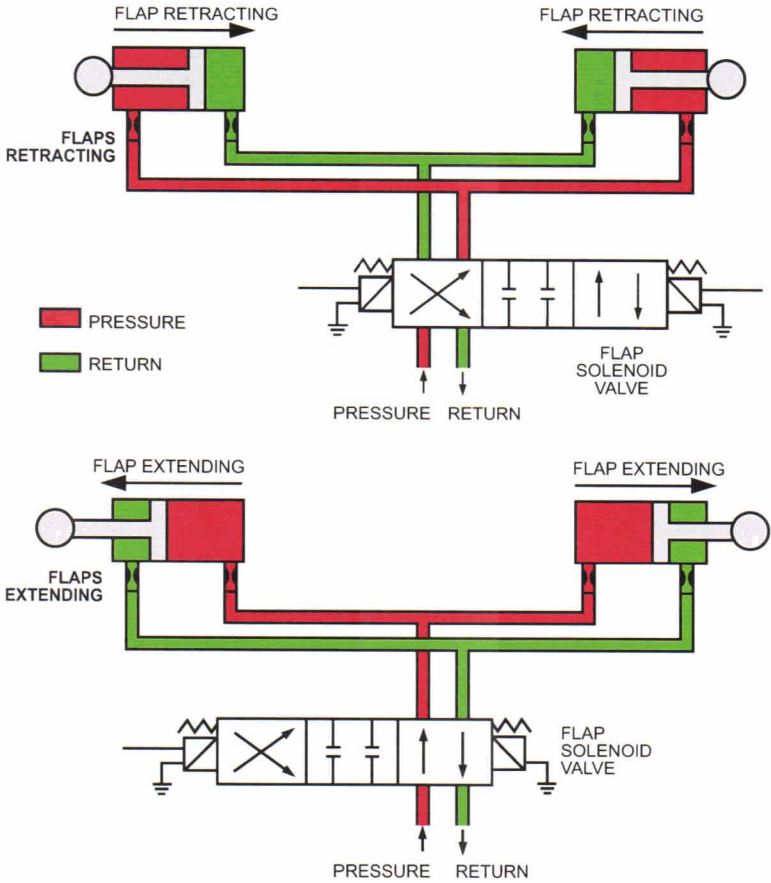 FLAP RETRACTING
FLAP RETRACTING
FLAPS
RETRACTING
PRESSURE
RETURN
FLAP
SOLENOID
VALVE
PRESSURE RETURN
FLAP EXTENDING
FLAP EXTENDING
FLAPS
EXTENDING
FLAP
SOLENOID
VALVE
PRESSURE RETURN